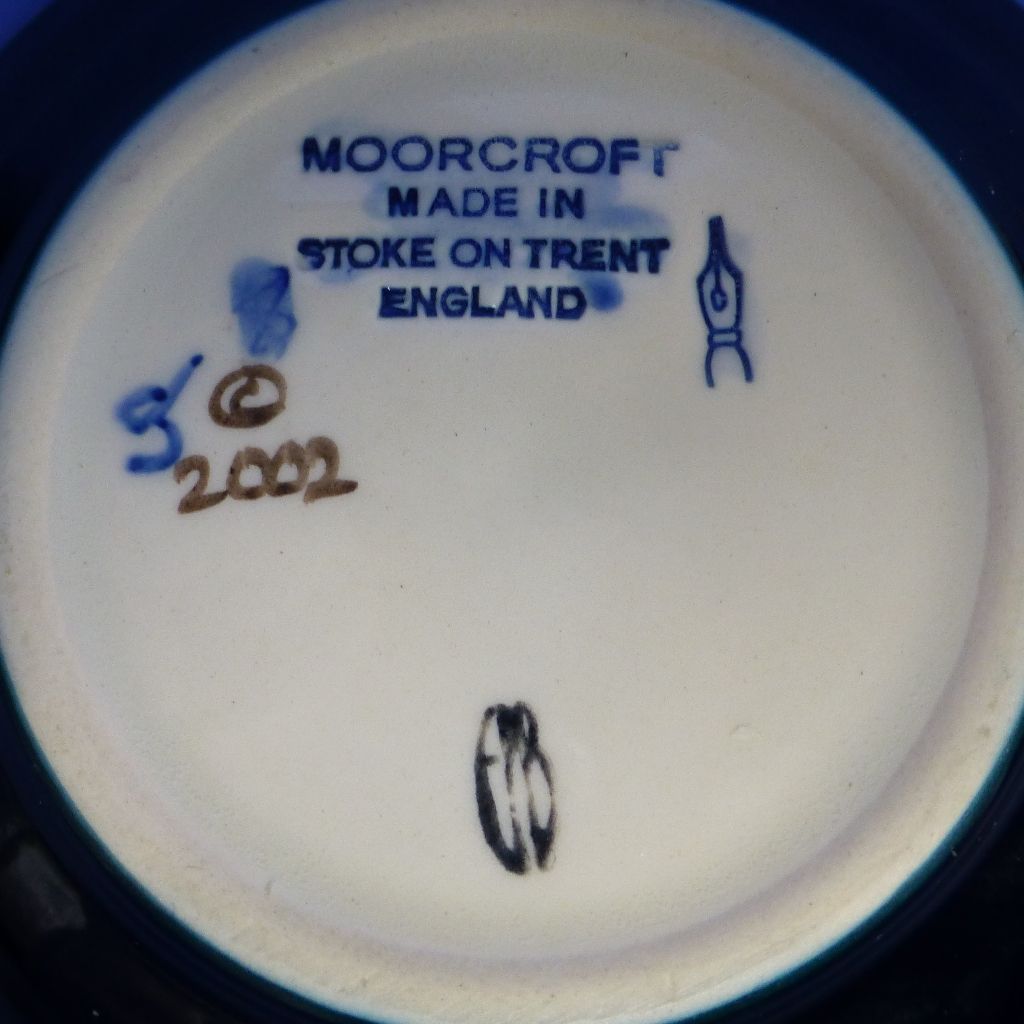 MOORCROFT
MADE IN
STOKE ON TRENT
ENGLAND
©
2002